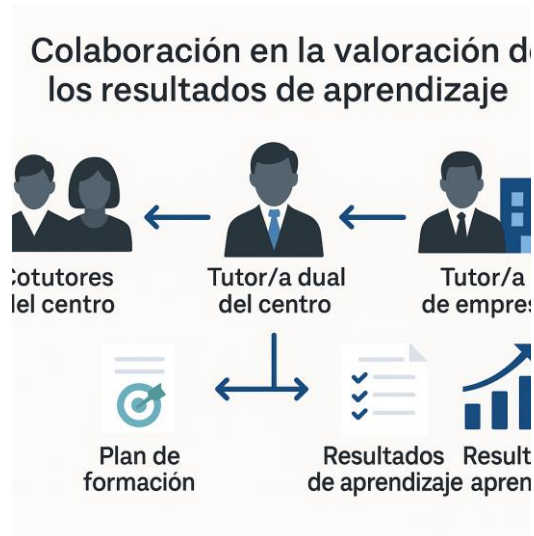 Colaboración en la valoración d
los resultados de aprendizaje
Cotutores
del centro
Tutor/a dual
del centro
Tutor/a
de empres
Plan de
formación
Resultados
de aprendizaje
Result
apren